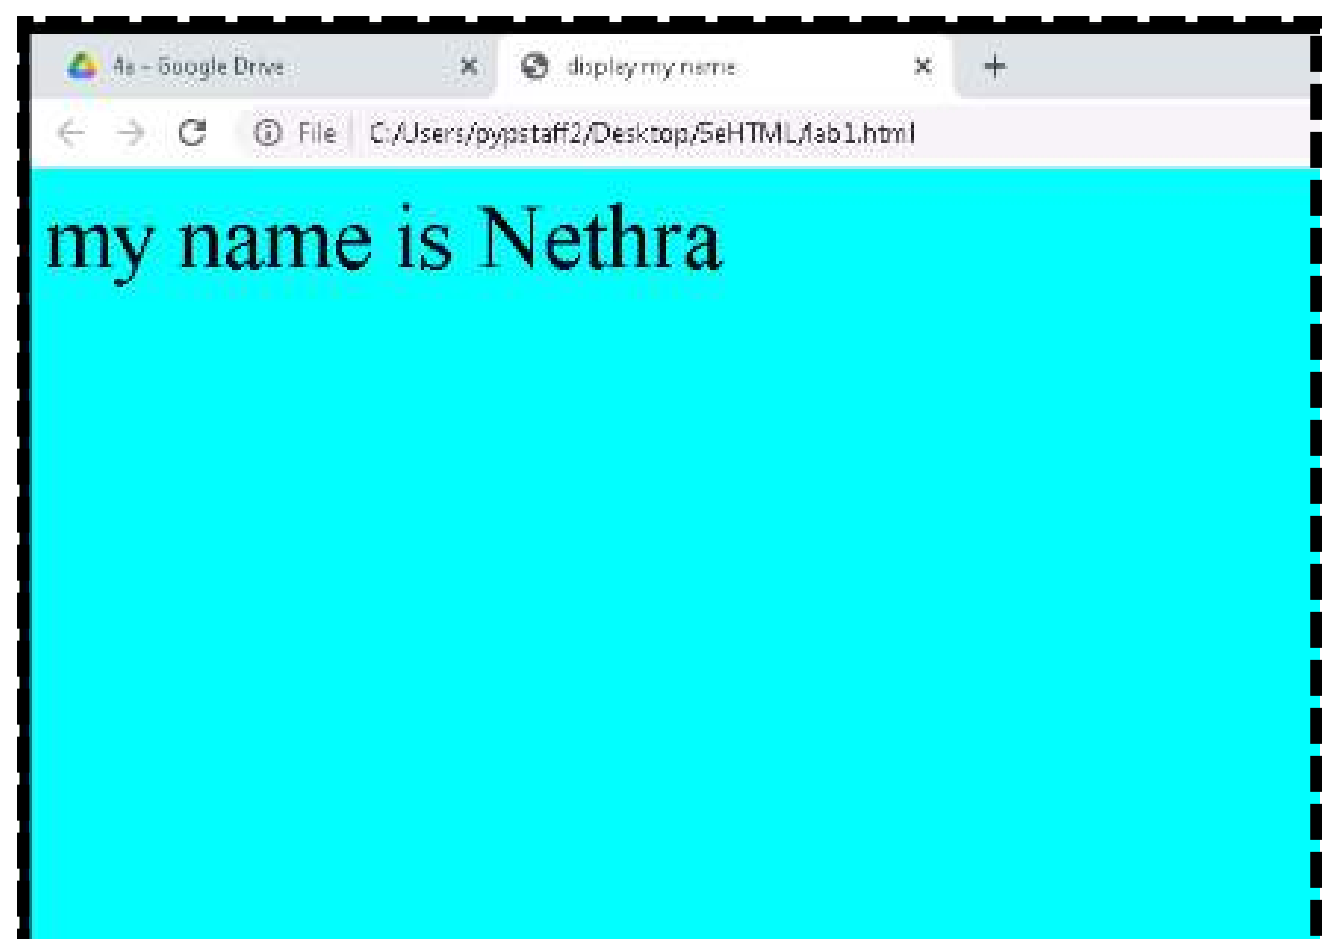 4a - Google Drive
display my name
File
C:/Users/pypstaff2/Desktop/5eHTML/lab1.html
my name is Nethra